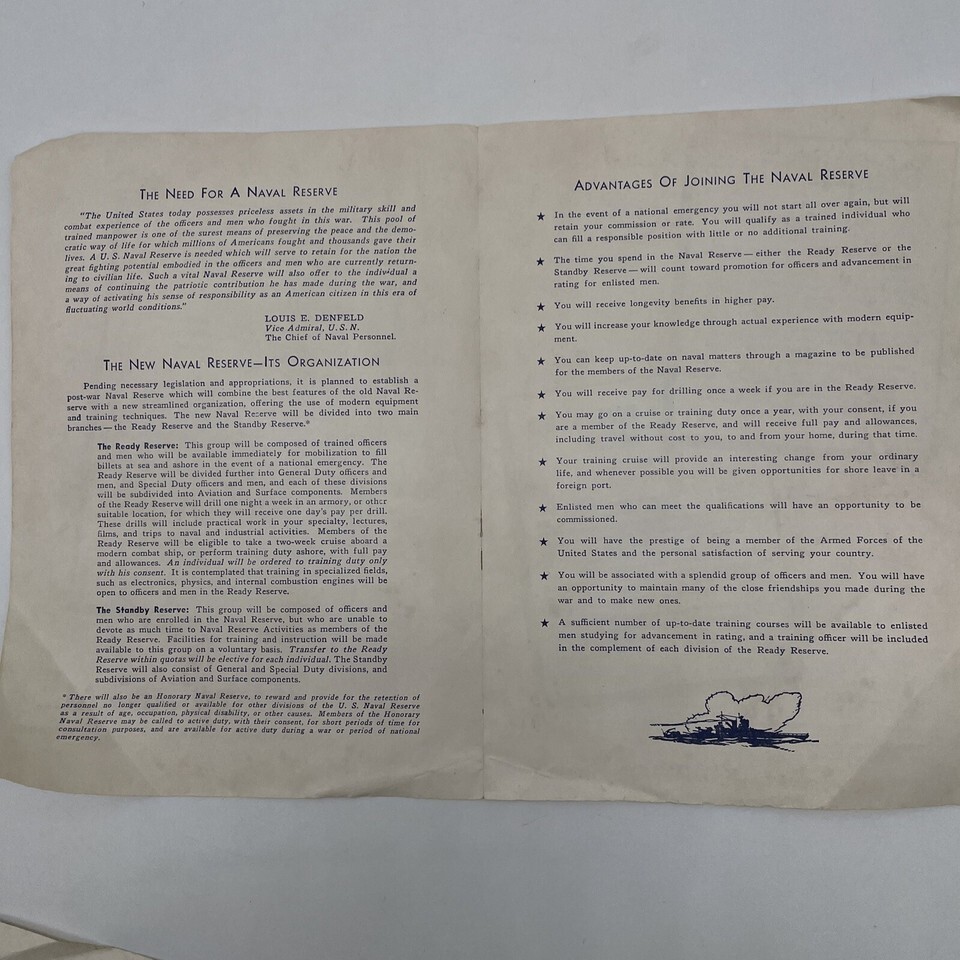 THE NEED FOR A NAVAL RESERVE
"The United States today possesses priceless assets in the military skill and
combat experience of the officers and men who fought in this war. This pool of
trained manpower is one of the surest means of preserving the peace and the demo-
cratic way of life for which millions of Americans fought and thousands gave their
lives. A U. S. Naval Reserve is needed which will serve to retain for the nation the
great fighting potential embodied in the officers and men who are currently return-
ing to civilian life. Such a vital Naval Reserve will also offer to the individual a
means of continuing the patriotic contribution he has made during the war, and
a way of activating his sense of responsibility as an American citizen in this era of
fluctuating world conditions."
LOUIS E. DENFELD
Vice Admiral, U.S.N.
The Chief of Naval Personnel.
THE NEW NAVAL RESERVE—ITS ORGANIZATION
Pending necessary legislation and appropriations, it is planned to establish a
post-war Naval Reserve which will combine the best features of the old Naval Re-
serve with a new streamlined organization, offering the use of modern equipment
and training techniques. The new Naval Reserve will be divided into two main
branches—the Ready Reserve and the Standby Reserve.*
The Ready Reserve: This group will be composed of trained officers
and men who will be available immediately for mobilization to fill
billets at sea and ashore in the event of a national emergency. The
Ready Reserve will be divided further into General Duty officers and
men, and Special Duty officers and men, and each of these divisions
will be subdivided into Aviation and Surface components. Members
of the Ready Reserve will drill one night a week in an armory, or other
suitable location, for which they will receive one day's pay per drill.
These drills will include practical work in your specialty, lectures,
films, and trips to naval and industrial activities. Members of the
Ready Reserve will be eligible to take a two-week cruise aboard a
modern combat ship, or perform training duty ashore, with full pay
and allowances. An individual will be ordered to training duty only
with his consent. It is contemplated that training in specialized fields,
such as electronics, physics, and internal combustion engines will be
open to officers and men in the Ready Reserve.
The Standby Reserve: This group will be composed of officers and
men who are enrolled in the Naval Reserve, but who are unable to
devote as much time to Naval Reserve Activities as members of the
Ready Reserve. Facilities for training and instruction will be made
available to this group on a voluntary basis. Transfer to the Ready
Reserve within quotas will be elective for each individual. The Standby
Reserve will also consist of General and Special Duty divisions, and
subdivisions of Aviation and Surface components.
* There will also be an Honorary Naval Reserve, to reward and provide for the retention of
personnel no longer qualified or available for other divisions of the U. S. Naval Reserve
as a result of age, occupation, physical disability, or other causes. Members of the Honorary
Naval Reserve may be called to active duty, with their consent, for short periods of time for
consultation purposes, and are available for active duty during a war or period of national
emergency.
ADVANTAGES OF JOINING THE NAVAL RESERVE
★ In the event of a national emergency you will not start all over again, but will
retain your commission or rate. You will qualify as a trained individual who
can fill a responsible position with little or no additional training.
★ The time you spend in the Naval Reserve—either the Ready Reserve or the
Standby Reserve—will count toward promotion for officers and advancement in
rating for enlisted men.
★ You will receive longevity benefits in higher pay.
★ You will increase your knowledge through actual experience with modern equip-
ment.
★ You can keep up-to-date on naval matters through a magazine to be published
for the members of the Naval Reserve.
★ You will receive pay for drilling once a week if you are in the Ready Reserve.
★ You may go on a cruise or training duty once a year, with your consent, if you
are a member of the Ready Reserve, and will receive full pay and allowances,
including travel without cost to you, to and from your home, during that time.
★ Your training cruise will provide an interesting change from your ordinary
life, and whenever possible you will be given opportunities for shore leave in a
foreign port.
★ Enlisted men who can meet the qualifications will have an opportunity to be
commissioned.
★ You will have the prestige of being a member of the Armed Forces of the
United States and the personal satisfaction of serving your country.
★ You will be associated with a splendid group of officers and men. You will have
an opportunity to maintain many of the close friendships you made during the
war and to make new ones.
★ A sufficient number of up-to-date training courses will be available to enlisted
men studying for advancement in rating, and a training officer will be included
in the complement of each division of the Ready Reserve.